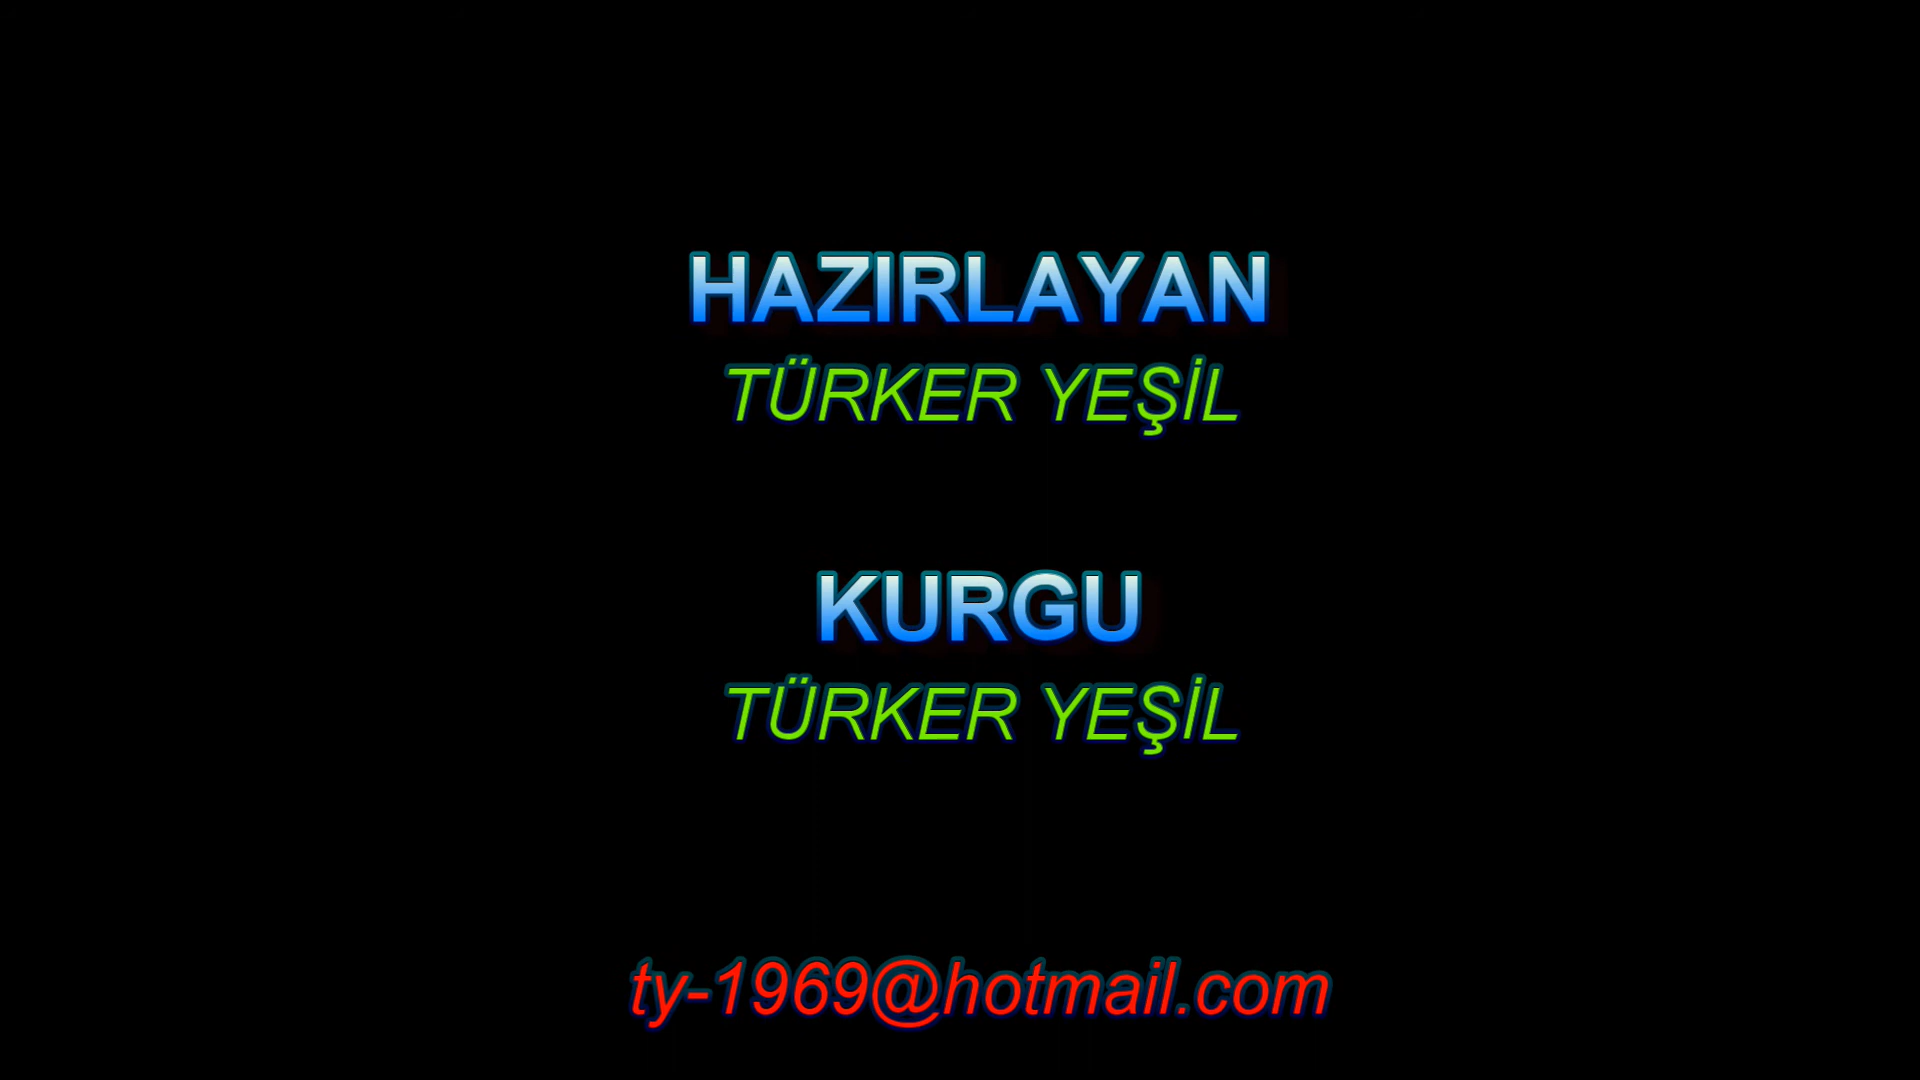 HAZIRLAYAN
TÜRKER YEŞİL
KURGU
TÜRKER YEŞİL
ty-1969@hotmail.com